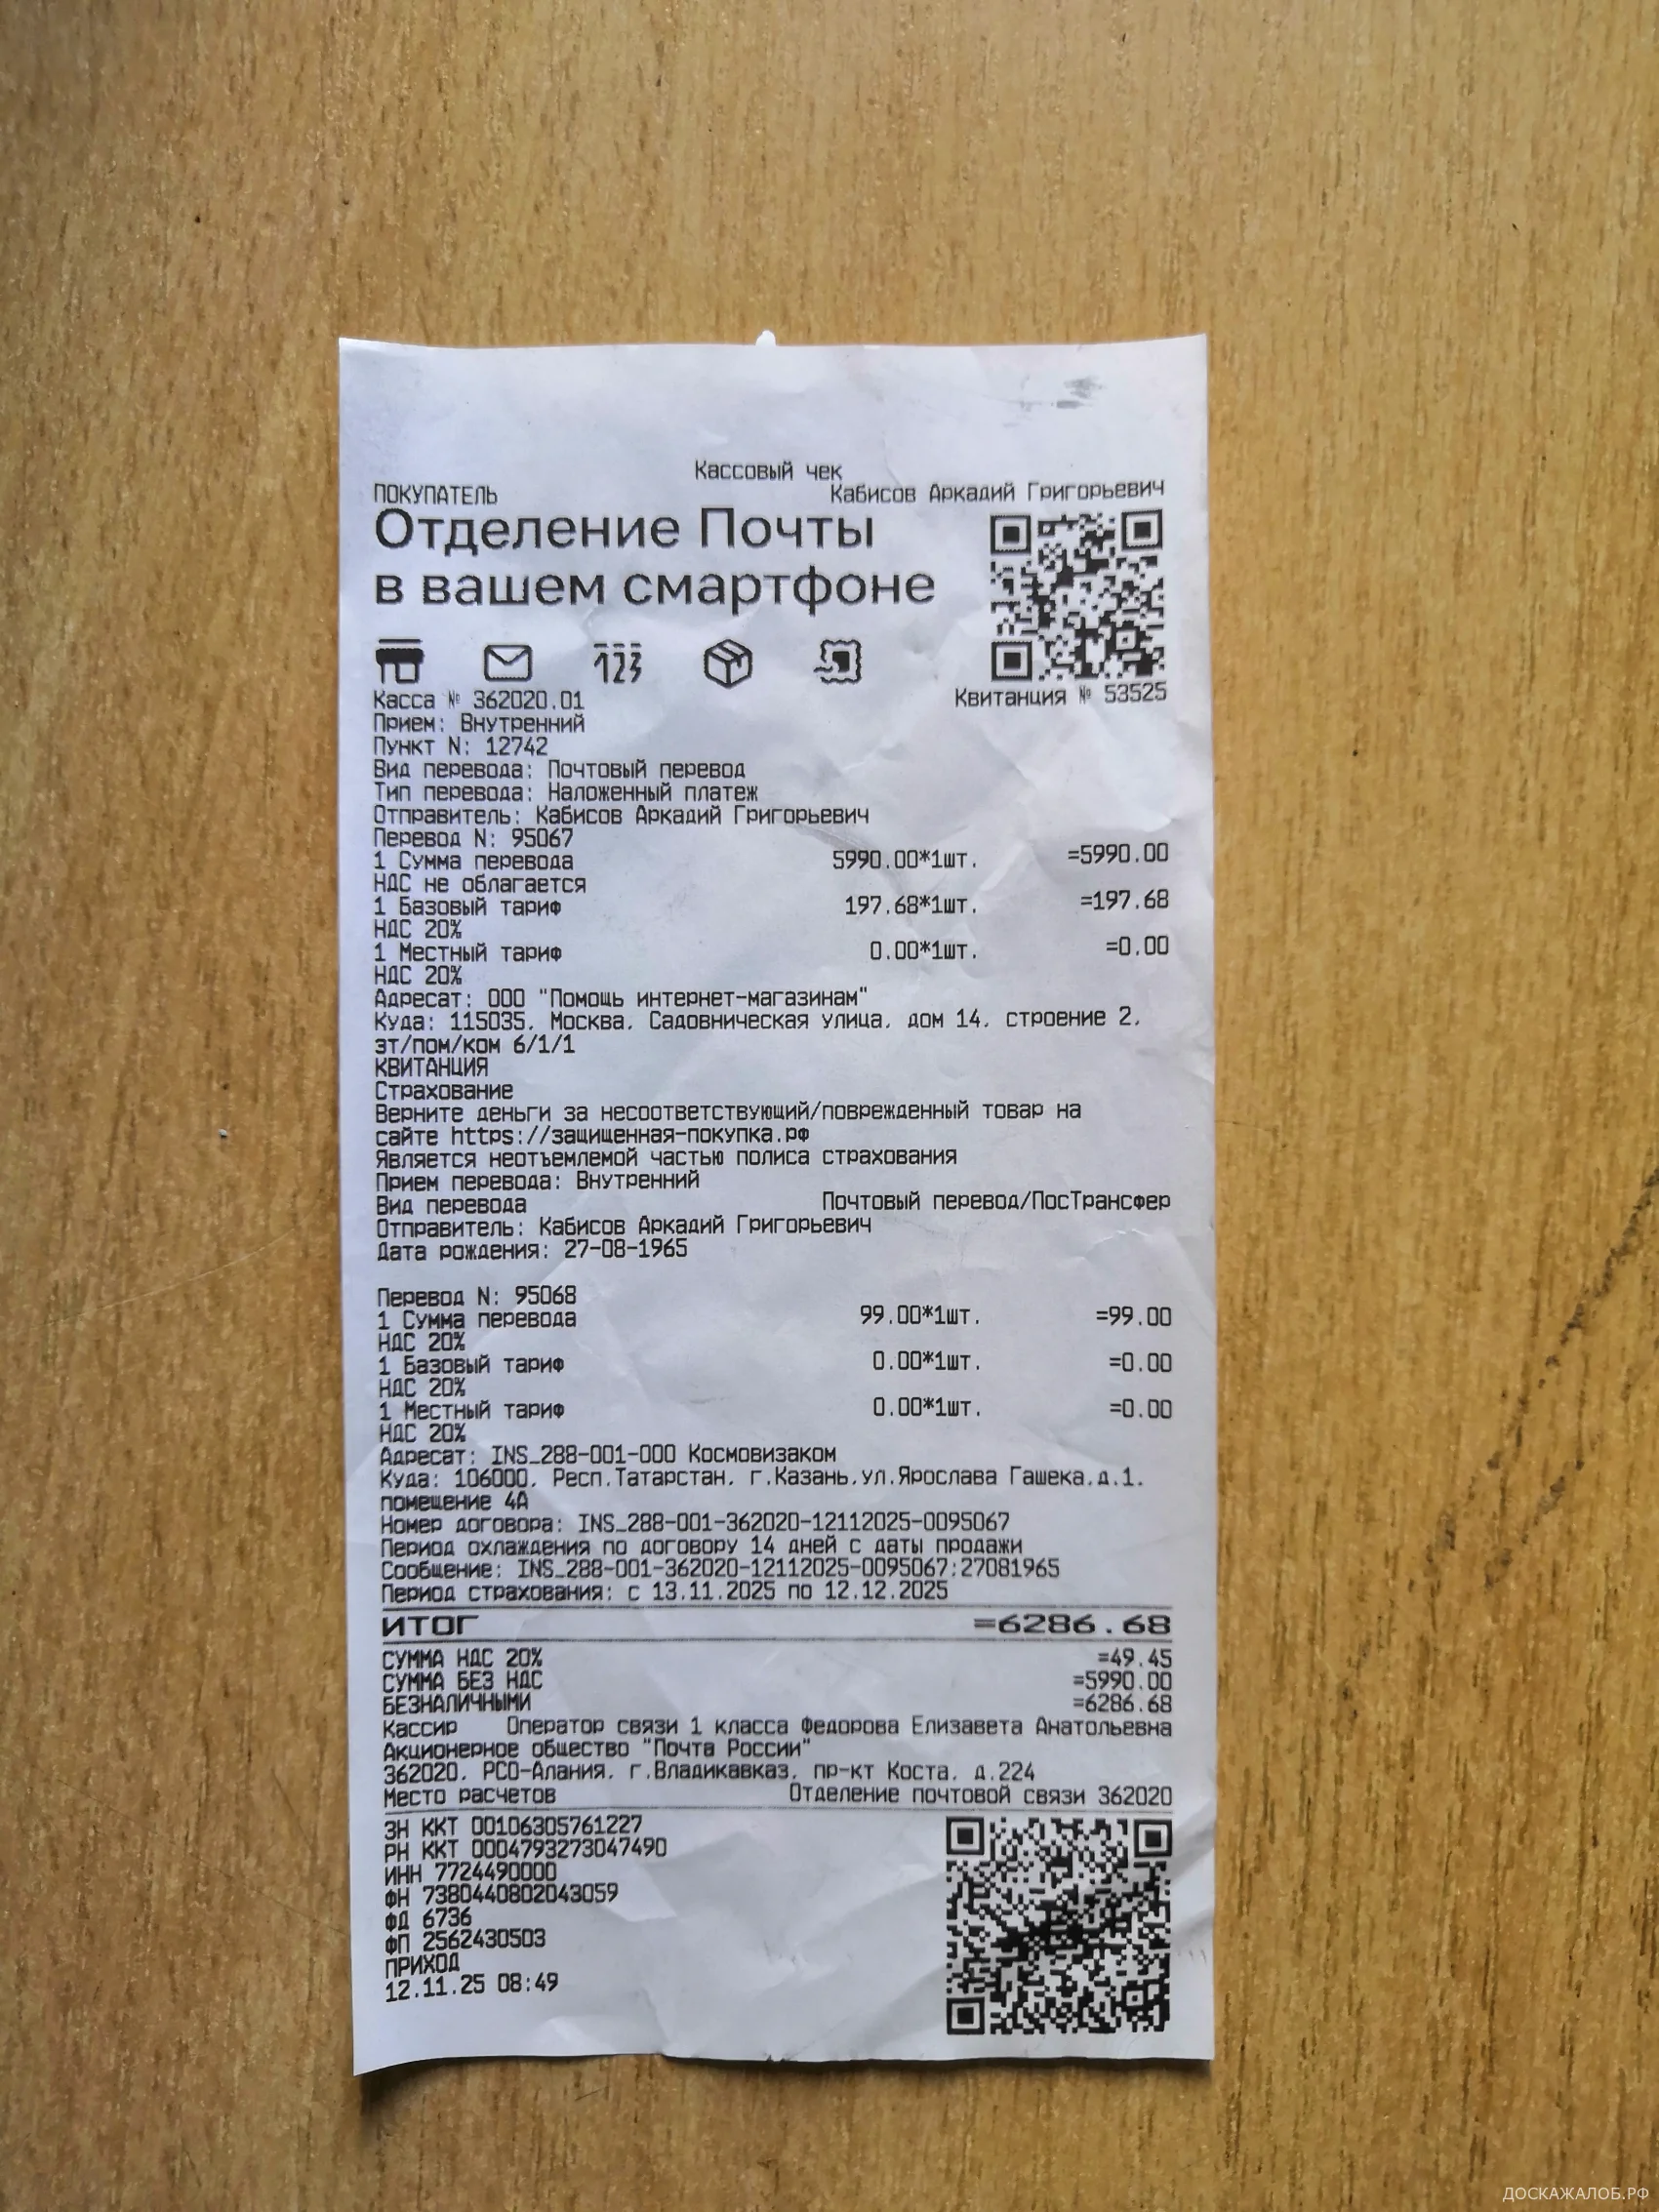 Кассовый чек
ПОКУПАТЕЛЬ Кабисов Аркадий Григорьевич
Отделение Почты
в вашем смартфоне
123
Касса № 362020.01 Квитанция № 53525
Прием: Внутренний
Пункт N: 12742
Вид перевода: Почтовый перевод
Тип перевода: Наложенный платеж
Отправитель: Кабисов Аркадий Григорьевич
Перевод N: 95067
1 Сумма перевода 5990.00*1шт. =5990.00
НДС не облагается
1 Базовый тариф 197.68*1шт. =197.68
НДС 20%
1 Местный тариф 0.00*1шт. =0.00
НДС 20%
Адресат: ООО "Помощь интернет-магазинам"
Куда: 115035, Москва, Садовническая улица, дом 14, строение 2,
эт/пом/ком 6/1/1
КВИТАНЦИЯ
Страхование
Верните деньги за несоответствующий/поврежденный товар на
сайте https://защищенная-покупка.рф
Является неотъемлемой частью полиса страхования
Прием перевода: Внутренний
Вид перевода Почтовый перевод/ПосТрансфер
Отправитель: Кабисов Аркадий Григорьевич
Дата рождения: 27-08-1965
Перевод N: 95068
1 Сумма перевода 99.00*1шт. =99.00
НДС 20%
1 Базовый тариф 0.00*1шт. =0.00
НДС 20%
1 Местный тариф 0.00*1шт. =0.00
НДС 20%
Адресат: INS_288-001-000 Космовизаком
Куда: 106000, Респ.Татарстан, г.Казань,ул.Ярослава Гашека,д.1,
помещение 4А
Номер договора: INS_288-001-362020-12112025-0095067
Период охлаждения по договору 14 дней с даты продажи
Сообщение: INS_288-001-362020-12112025-0095067;27081965
Период страхования: с 13.11.2025 по 12.12.2025
ИТОГ =6286.68
СУММА НДС 20% =49.45
СУММА БЕЗ НДС =5990.00
БЕЗНАЛИЧНЫМИ =6286.68
Кассир Оператор связи 1 класса Федорова Елизавета Анатольевна
Акционерное общество "Почта России"
362020, РСО-Алания, г.Владикавказ, пр-кт Коста, д.224
Место расчетов Отделение почтовой связи 362020
ЗН ККТ 00106305761227
РН ККТ 0004793273047490
ИНН 7724490000
ФН 7380440802043059
ФД 6736
ФП 2562430503
ПРИХОД
12.11.25 08:49
ДОСКАЖАЛОБ.РФ